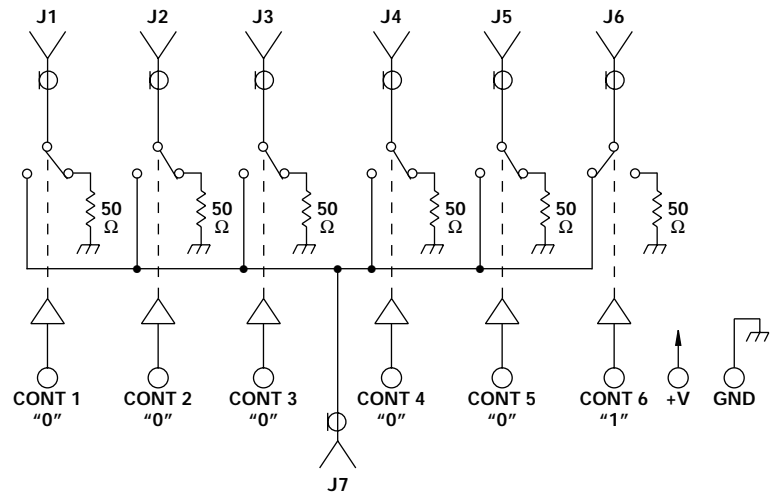 J1 J2 J3 J4 J5 J6
50 Ω 50 Ω 50 Ω 50 Ω 50 Ω 50 Ω
CONT 1 CONT 2 CONT 3 CONT 4 CONT 5 CONT 6 +V GND
“0” “0” “0” “0” “0” “1”
J7